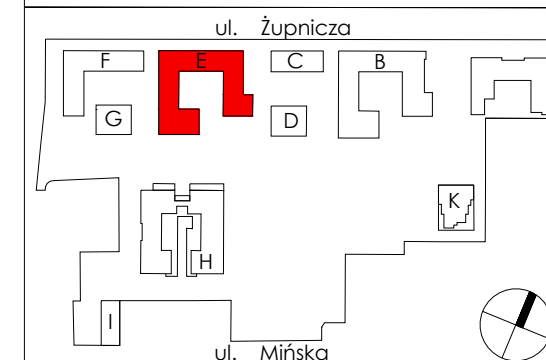 ul. Żupnicza
F E C B
G D
K
H
I
ul. Mińska